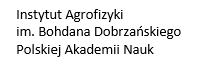 Instytut Agrofizyki
im. Bohdana Dobrzańskiego
Polskiej Akademii Nauk